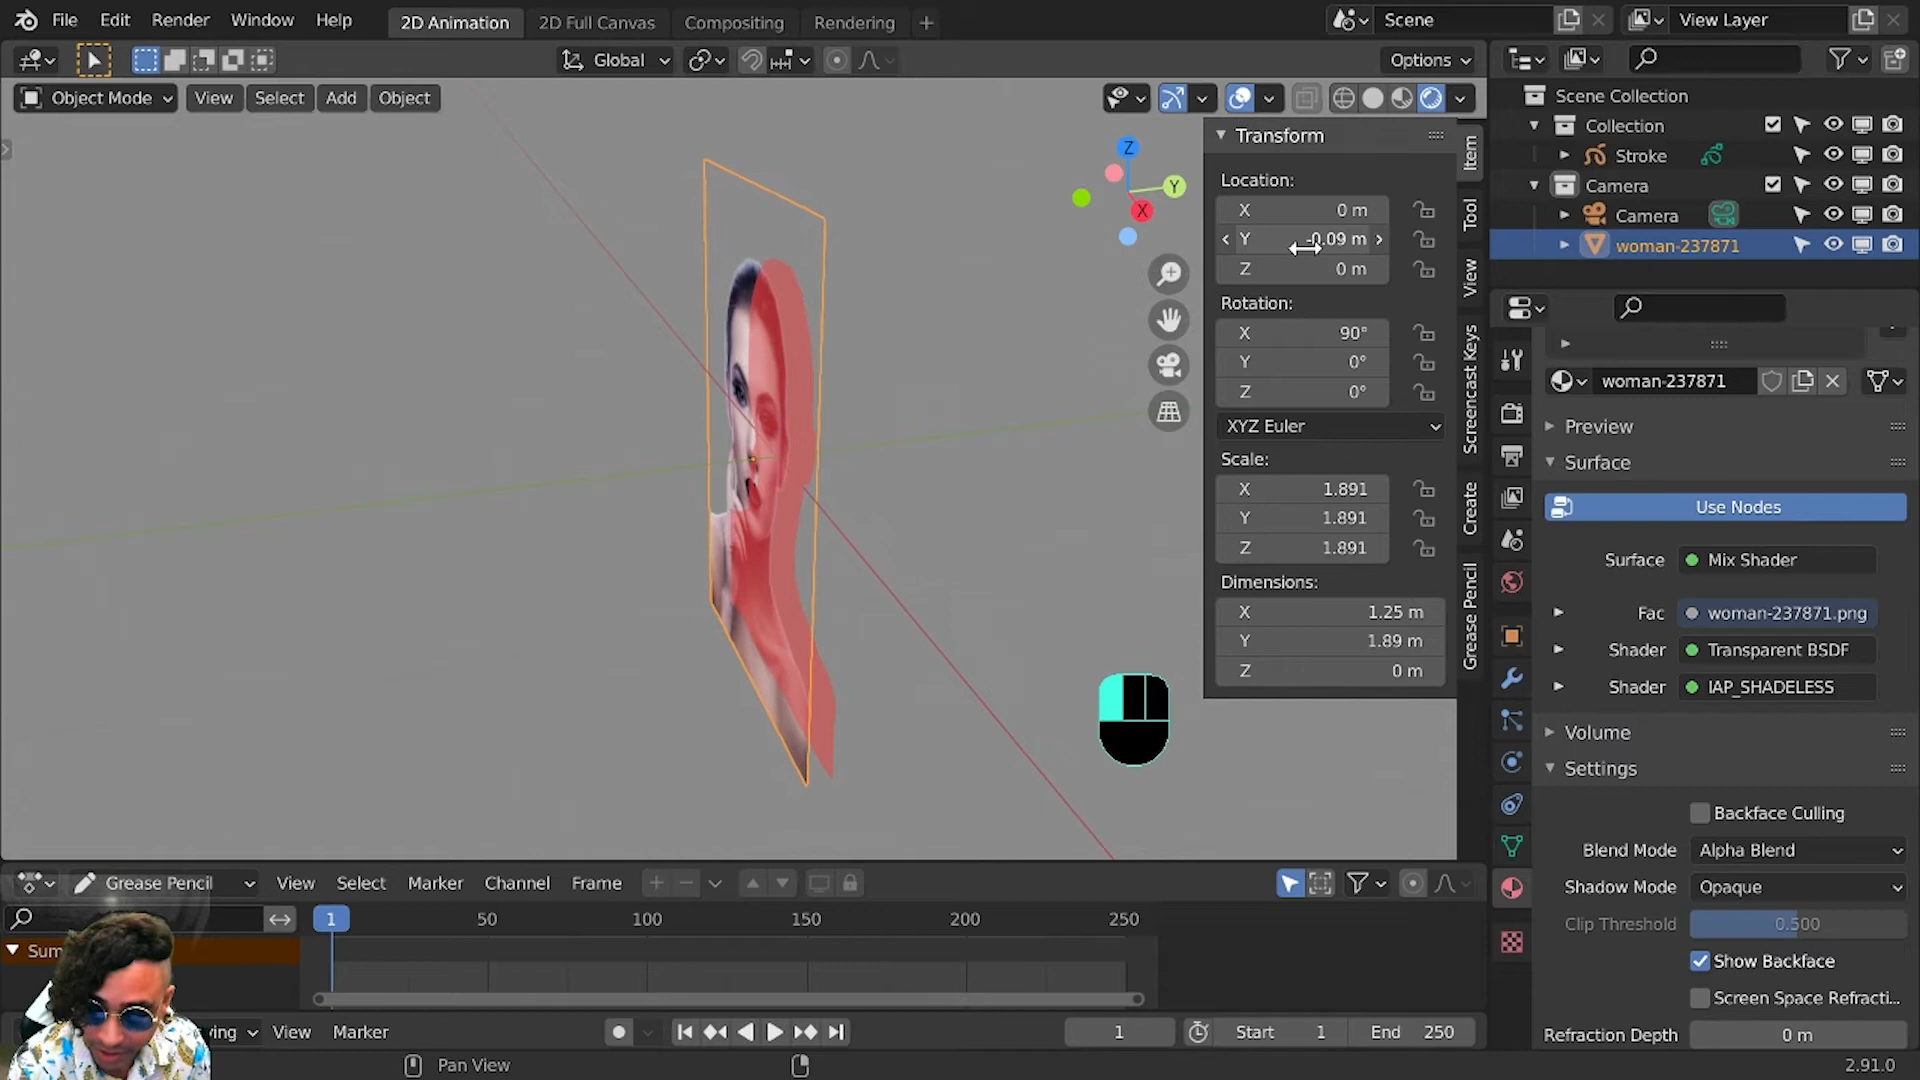 File Edit Render Window Help 2D Animation 2D Full Canvas Compositing Rendering + Scene View Layer
Global Options
Object Mode View Select Add Object
Scene Collection
Collection
Stroke
Camera
Camera
woman-237871
Transform
Location:
X 0 m
Y -0.09 m
Z 0 m
Rotation:
X 90°
Y 0°
Z 0°
XYZ Euler
Scale:
X 1.891
Y 1.891
Z 1.891
Dimensions:
X 1.25 m
Y 1.89 m
Z 0 m
Item
Tool
View
Screencast Keys
Create
Grease Pencil
Z
Y
X
woman-237871
Preview
Surface
Use Nodes
Surface Mix Shader
Fac woman-237871.png
Shader Transparent BSDF
Shader IAP_SHADELESS
Volume
Settings
Backface Culling
Blend Mode Alpha Blend
Shadow Mode Opaque
Clip Threshold 0.500
Show Backface
Screen Space Refracti...
Refraction Depth 0 m
Grease Pencil View Select Marker Channel Frame
1 50 100 150 200 250
Sum
ying View Marker 1 Start 1 End 250
Pan View 2.91.0